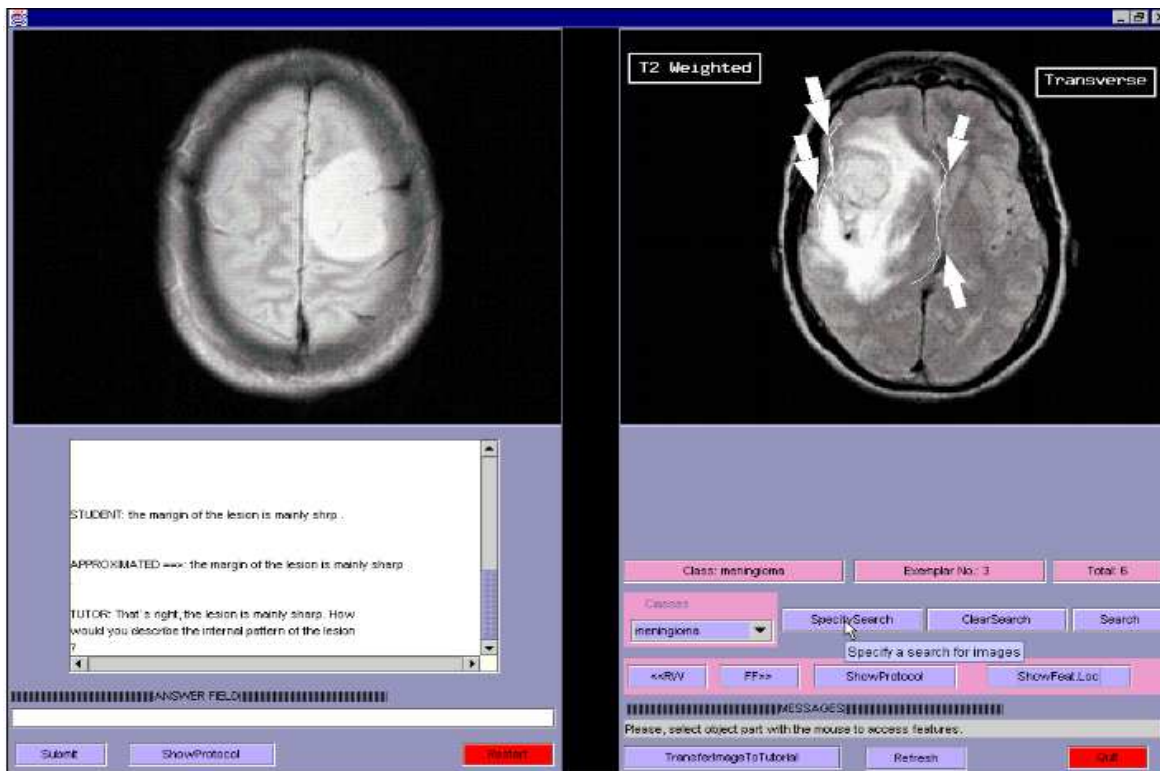 T2 Weighted
Transverse
STUDENT: the margin of the lesion is mainly shrp .
APPROXIMATED ==>: the margin of the lesion is mainly sharp
.
TUTOR: That's right, the lesion is mainly sharp. How
would you describe the internal pattern of the lesion
?
ANSWER FIELD
Submit
ShowProtocol
Restart
Class: meningioma
Exemplar No.: 3
Total: 6
Classes
meningioma
SpecifySearch
ClearSearch
Search
Specify a search for images
<<RW
FF>>
ShowProtocol
ShowFeat.Loc
MESSAGES
Please, select object part with the mouse to access features.
TransferImageToTutorial
Refresh
Quit